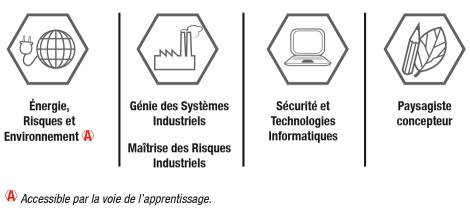 Énergie,
Risques et
Environnement A
Génie des Systèmes
Industriels
Maîtrise des Risques
Industriels
Sécurité et
Technologies
Informatiques
Paysagiste
concepteur
A Accessible par la voie de l'apprentissage.